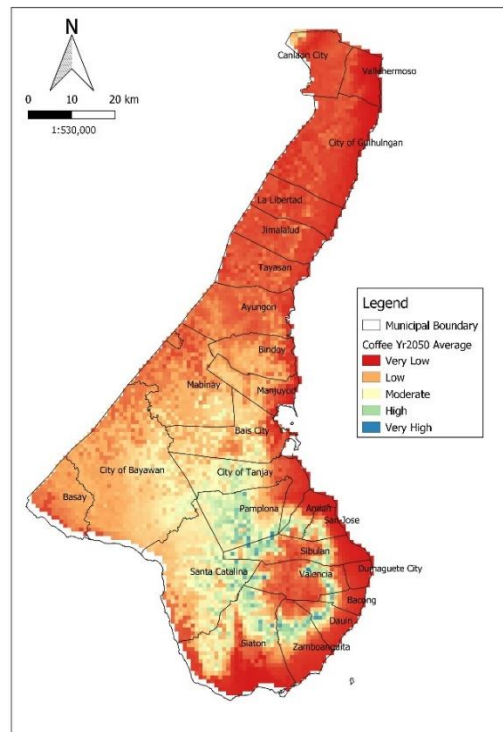 N
0 10 20 km
1:530,000
Canlaon City
Vallehermoso
City of Guihulngan
La Libertad
Jimalalud
Tayasan
Ayungon
Bindoy
Mabinay
Manjuyod
Bais City
City of Bayawan
City of Tanjay
Basay
Pamplona
Amlan
San Jose
Sibulan
Santa Catalina
Valencia
Dumaguete City
Bacong
Dauin
Siaton
Zamboanguita
Legend
Municipal Boundary
Coffee Yr2050 Average
Very Low
Low
Moderate
High
Very High